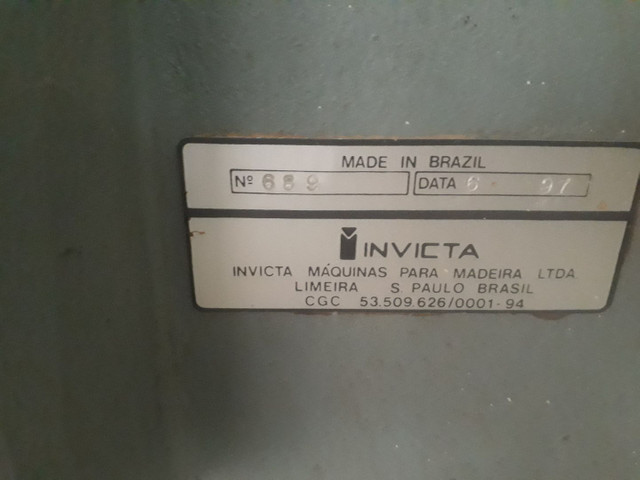 MADE IN BRAZIL
Nº 689 DATA 6 97
INVICTA
INVICTA MÁQUINAS PARA MADEIRA LTDA.
LIMEIRA S. PAULO BRASIL
CGC 53.509.626/0001-94